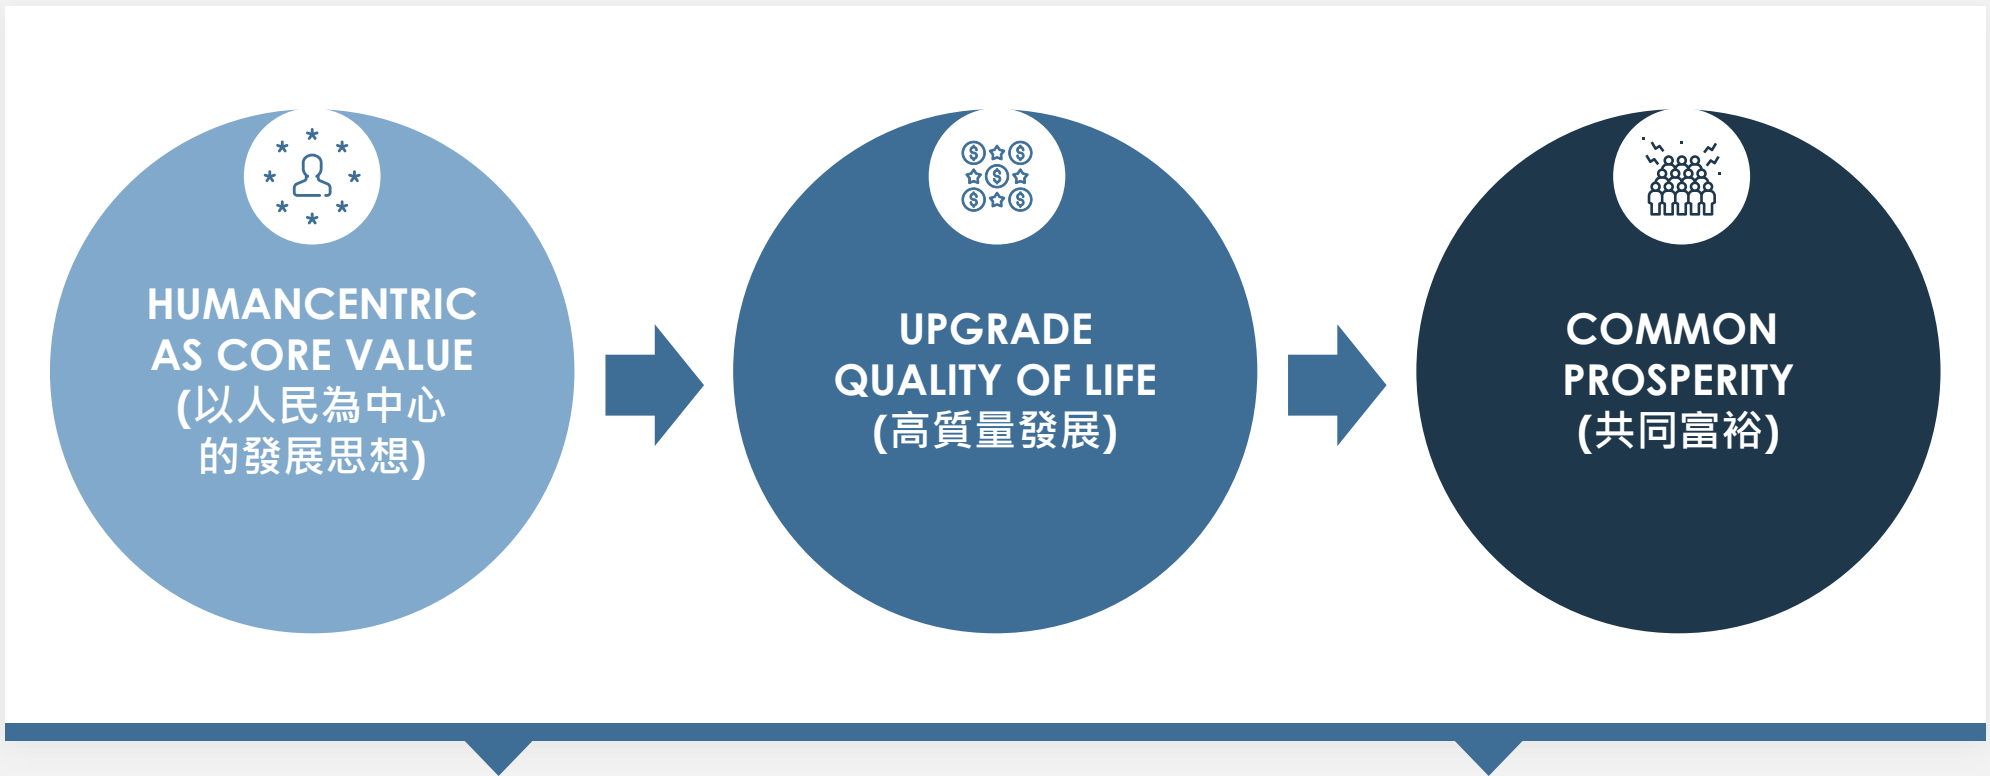 HUMANCENTRIC
AS CORE VALUE
(以人民為中心
的發展思想)
UPGRADE
QUALITY OF LIFE
(高質量發展)
COMMON
PROSPERITY
(共同富裕)